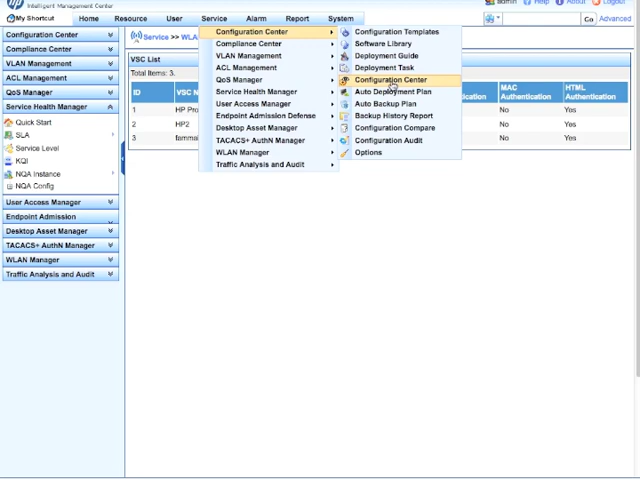 hp Intelligent Management Center
admin Help About Logout
My Shortcut Home Resource User Service Alarm Report System Go Advanced
Configuration Center
Compliance Center
VLAN Management
ACL Management
QoS Manager
Service Health Manager
Quick Start
SLA
Service Level
KQI
NQA Instance
NQA Config
User Access Manager
Endpoint Admission
Desktop Asset Manager
TACACS+ AuthN Manager
WLAN Manager
Traffic Analysis and Audit
Service >> WLA
VSC List
Total Items: 3.
ID VSC N MAC Authentication HTML Authentication
1 HP Pro No Yes
2 HP2 No Yes
3 No Yes
Configuration Center
Compliance Center
VLAN Management
ACL Management
QoS Manager
Service Health Manager
User Access Manager
Endpoint Admission Defense
Desktop Asset Manager
TACACS+ AuthN Manager
WLAN Manager
Traffic Analysis and Audit
Configuration Templates
Software Library
Deployment Guide
Deployment Task
Configuration Center
Auto Deployment Plan
Auto Backup Plan
Backup History Report
Configuration Compare
Configuration Audit
Options